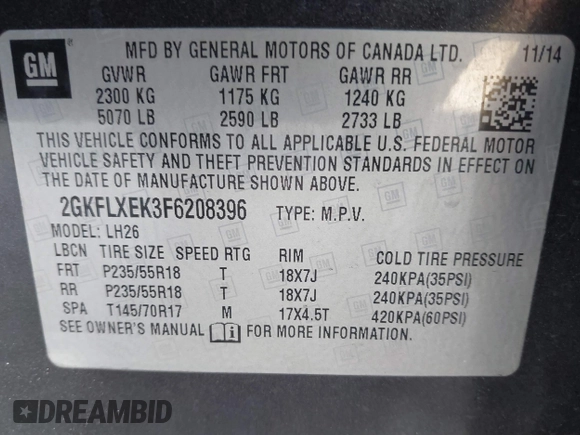 GM
MFD BY GENERAL MOTORS OF CANADA LTD. 11/14
GVWR GAWR FRT GAWR RR
2300 KG 1175 KG 1240 KG
5070 LB 2590 LB 2733 LB
THIS VEHICLE CONFORMS TO ALL APPLICABLE U.S. FEDERAL MOTOR
VEHICLE SAFETY AND THEFT PREVENTION STANDARDS IN EFFECT ON
THE DATE OF MANUFACTURE SHOWN ABOVE.
2GKFLXEK3F6208396 TYPE: M.P.V.
MODEL: LH26
LBCN TIRE SIZE SPEED RTG RIM COLD TIRE PRESSURE
FRT P235/55R18 T 18X7J 240KPA(35PSI)
RR P235/55R18 T 18X7J 240KPA(35PSI)
SPA T145/70R17 M 17X4.5T 420KPA(60PSI)
SEE OWNER'S MANUAL FOR MORE INFORMATION.
DREAMBID